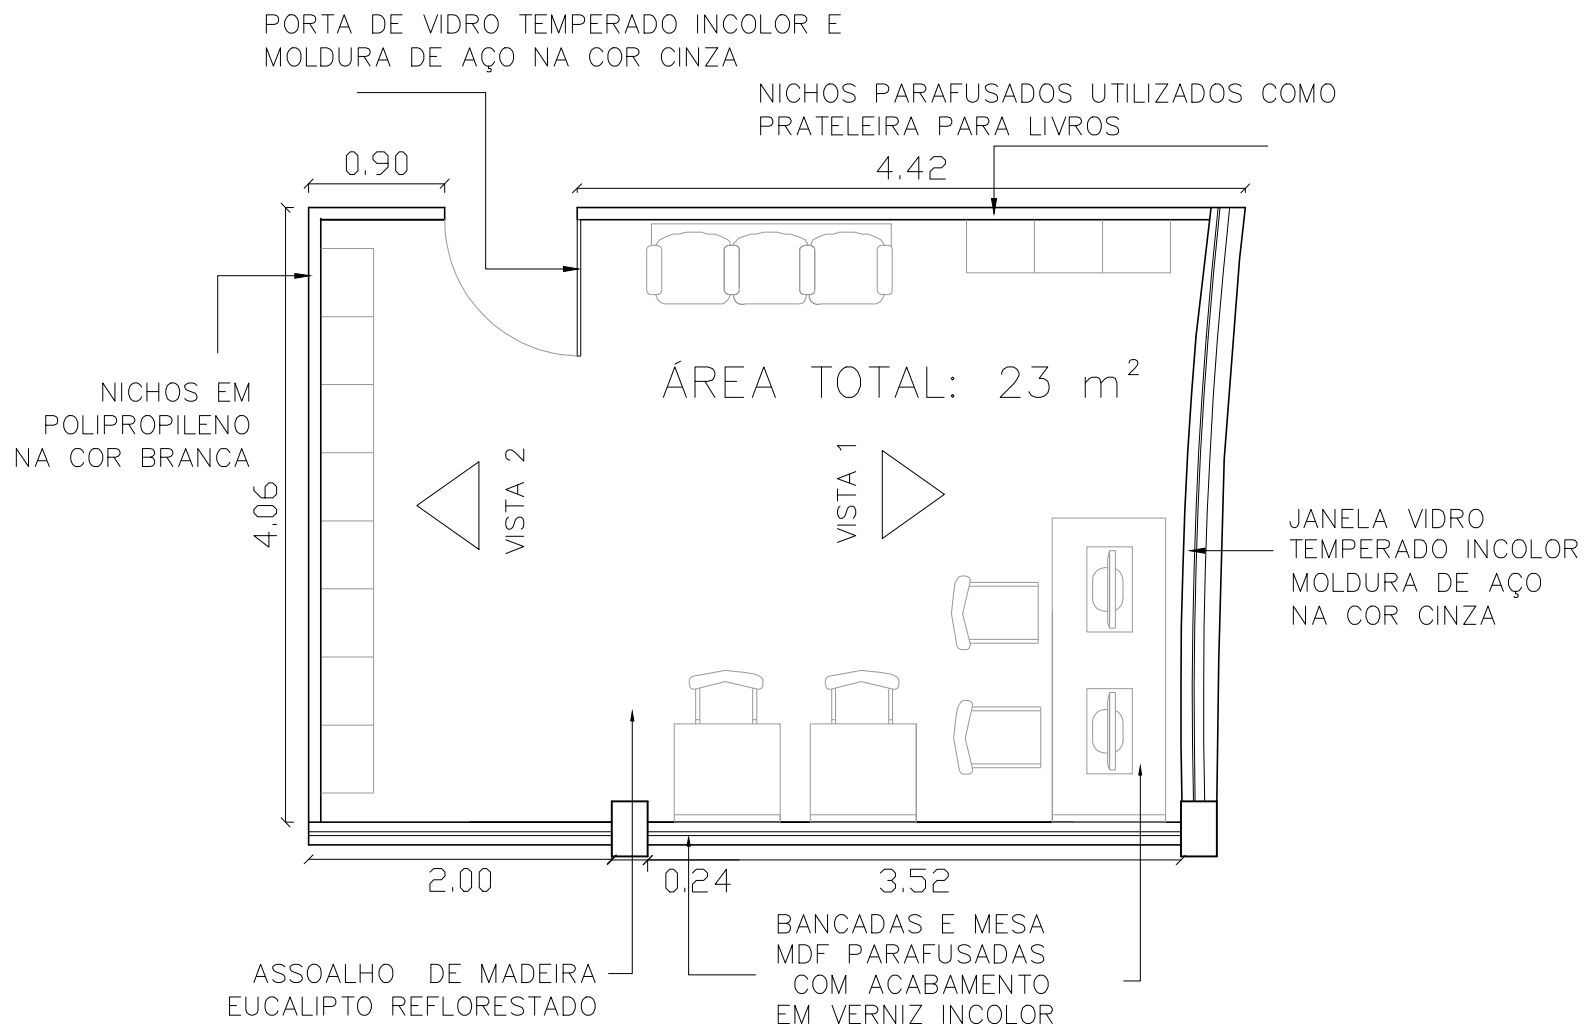 PORTA DE VIDRO TEMPERADO INCOLOR E
MOLDURA DE AÇO NA COR CINZA
NICHOS PARAFUSADOS UTILIZADOS COMO
PRATELEIRA PARA LIVROS
0.90
4.42
NICHOS EM
POLIPROPILENO
NA COR BRANCA
4.06
ÁREA TOTAL: 23 m²
VISTA 2
VISTA 1
JANELA VIDRO
TEMPERADO INCOLOR
MOLDURA DE AÇO
NA COR CINZA
2.00
0.24
3.52
ASSOALHO DE MADEIRA
EUCALIPTO REFLORESTADO
BANCADAS E MESA
MDF PARAFUSADAS
COM ACABAMENTO
EM VERNIZ INCOLOR